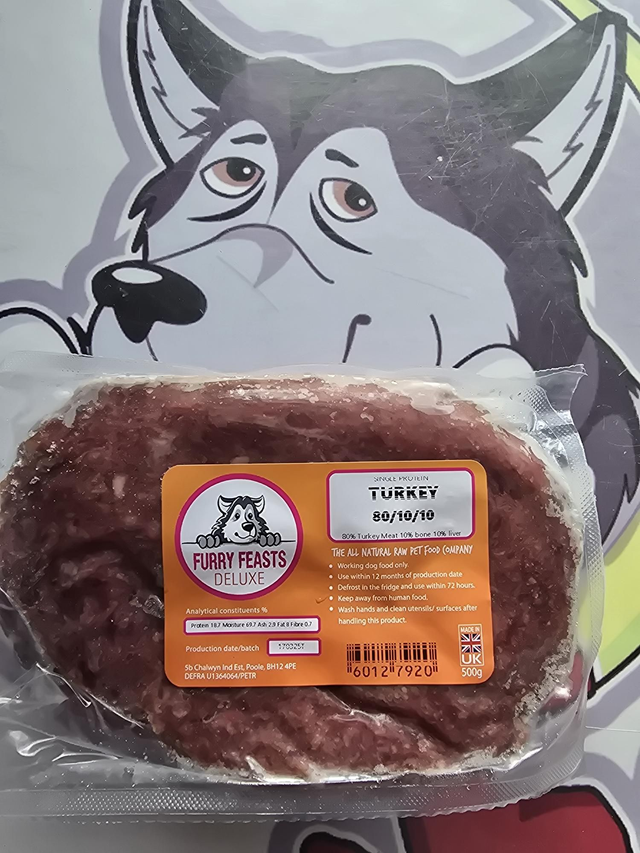 SINGLE PROTEIN
TURKEY
80/10/10
80% Turkey Meat 10% bone 10% liver
FURRY FEASTS
DELUXE
THE ALL NATURAL RAW PET FOOD COMPANY
• Working dog food only
• Use within 12 months of production date
• Defrost in the fridge and use within 72 hours.
• Keep away from human food.
• Wash hands and clean utensils/ surfaces after
handling this product.
Analytical constituents %
Protein 18.7 Moisture 69.7 Ash 2.9 Fat 8 Fibre 0.7
Production date/batch
170325T
5b Chalwyn Ind Est, Poole, BH12 4PE
DEFRA U1364064/PETR
6012 7920
MADE IN
UK
500g